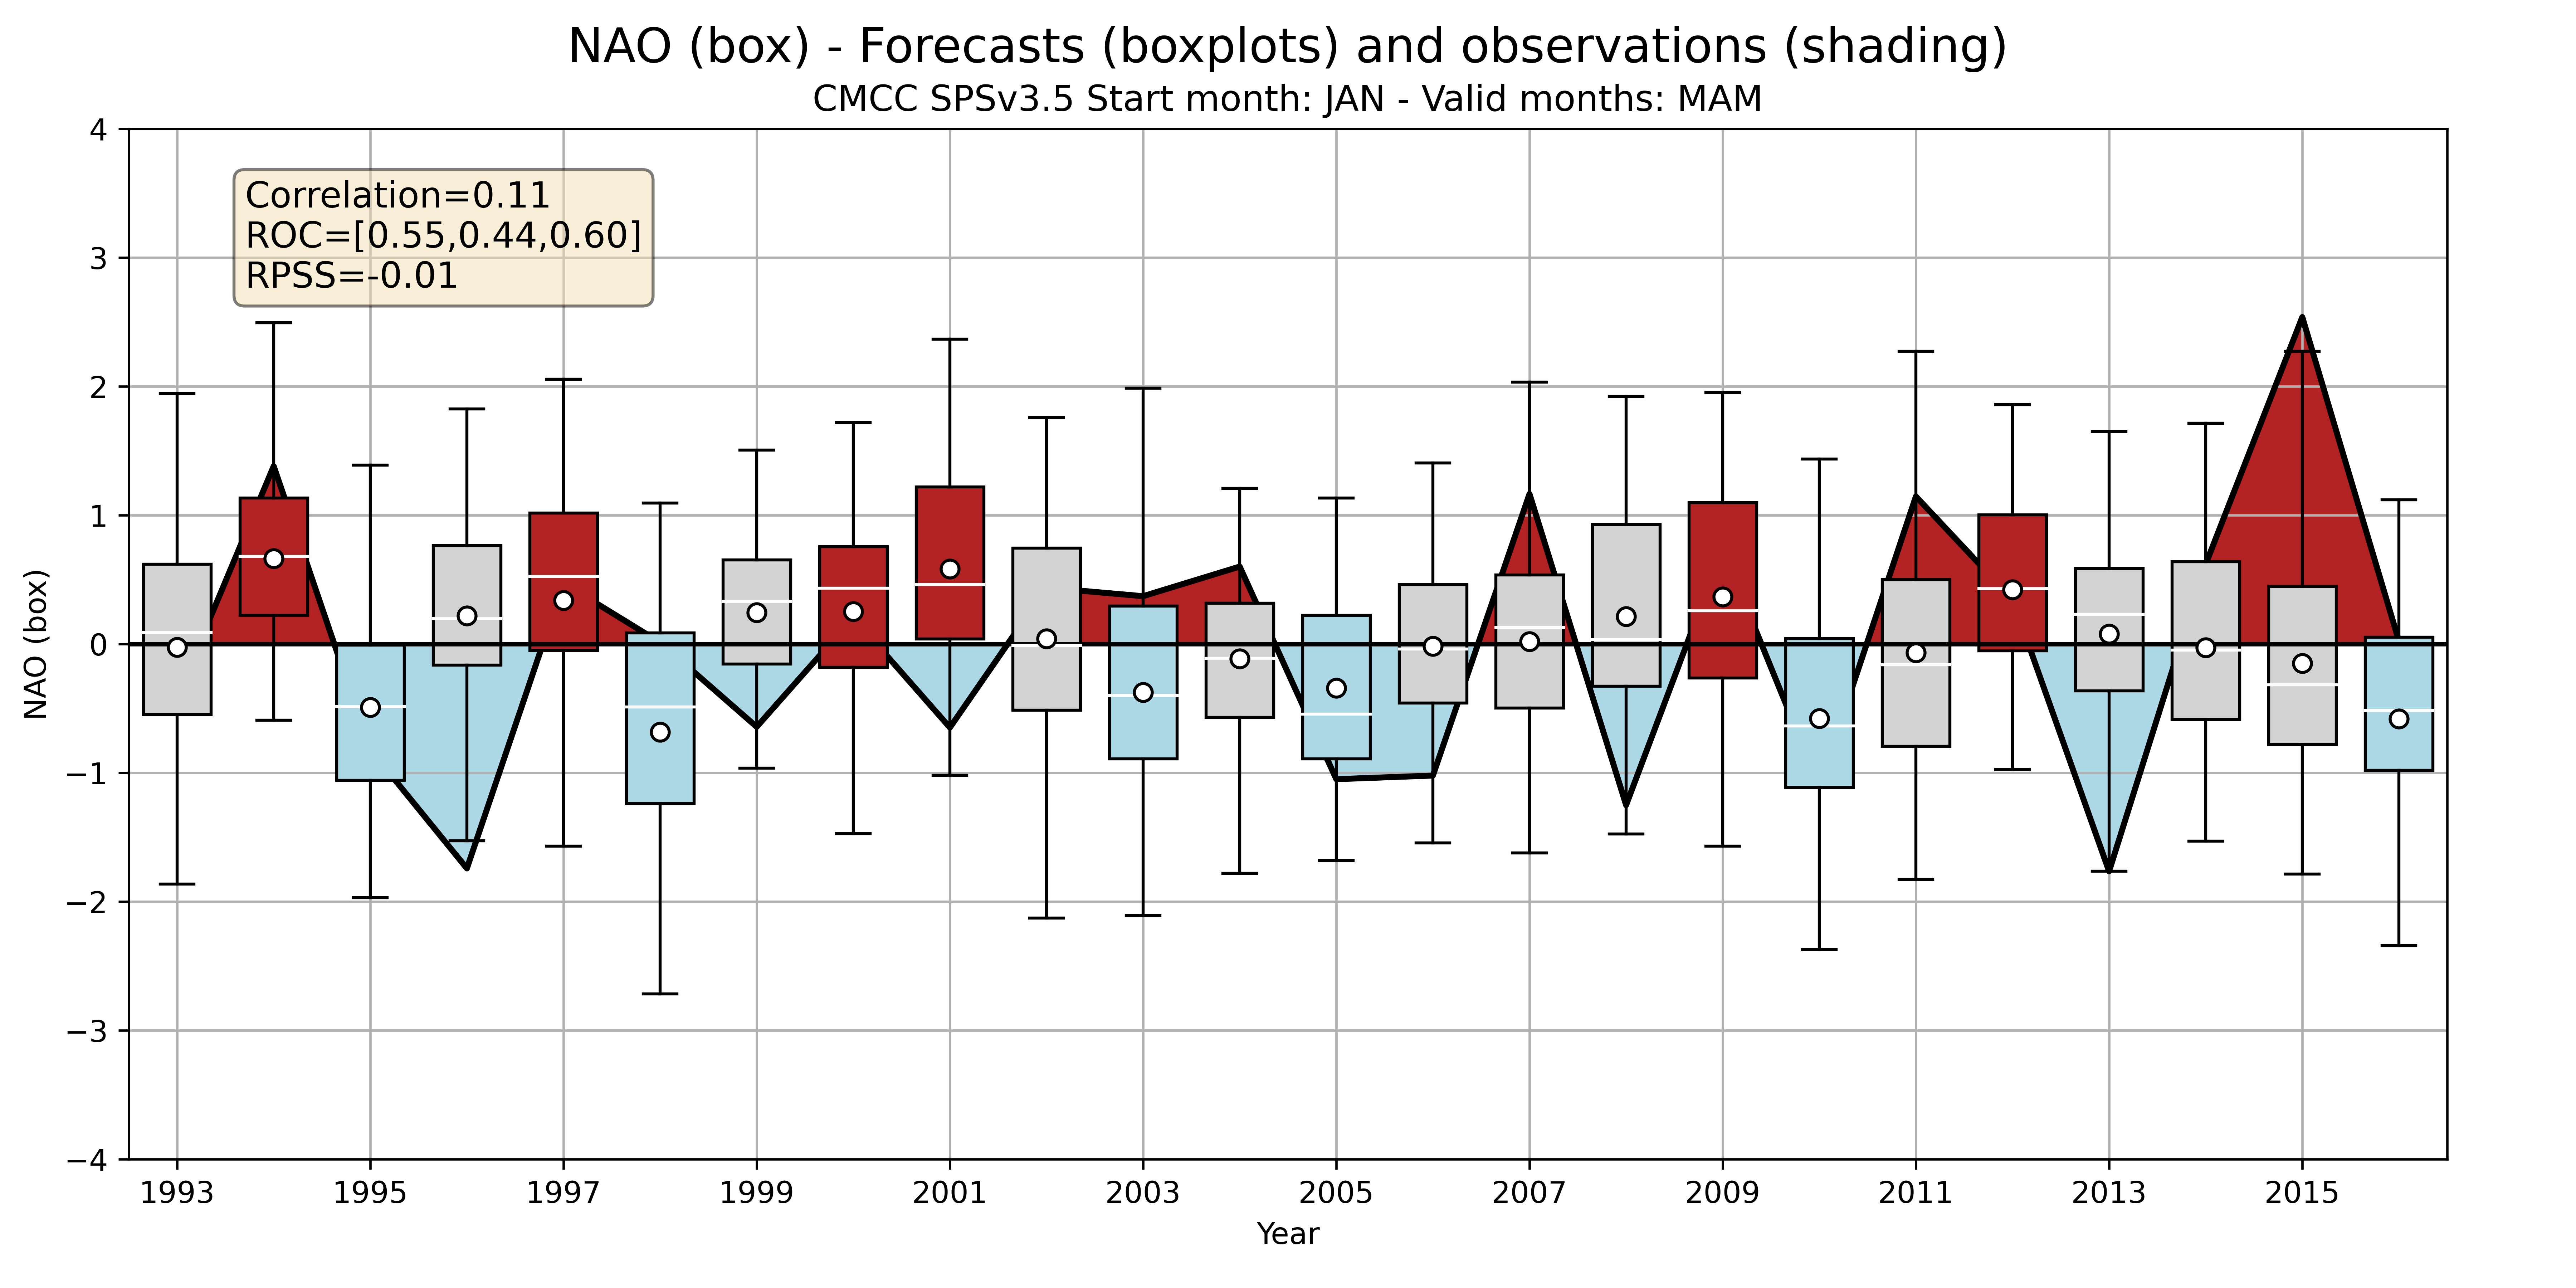 NAO (box) - Forecasts (boxplots) and observations (shading)
CMCC SPSv3.5 Start month: JAN - Valid months: MAM
Correlation=0.11
ROC=[0.55,0.44,0.60]
RPSS=-0.01
NAO (box)
4
3
2
1
0
−1
−2
−3
−4
1993 1995 1997 1999 2001 2003 2005 2007 2009 2011 2013 2015
Year